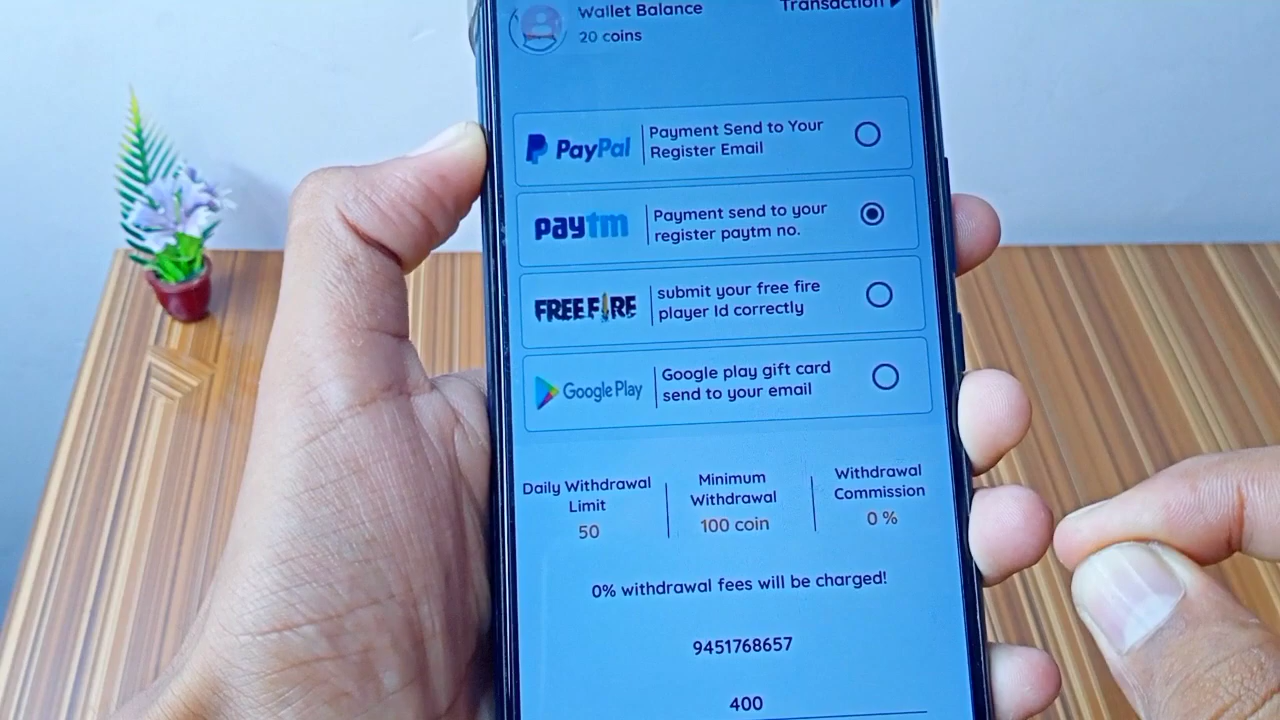 Wallet Balance
Transaction
20 coins
PayPal
Payment Send to Your
Register Email
paytm
Payment send to your
register paytm no.
FREE FIRE
submit your free fire
player Id correctly
Google Play
Google play gift card
send to your email
Daily Withdrawal
Limit
50
Minimum
Withdrawal
100 coin
Withdrawal
Commission
0 %
0% withdrawal fees will be charged!
9451768657
400